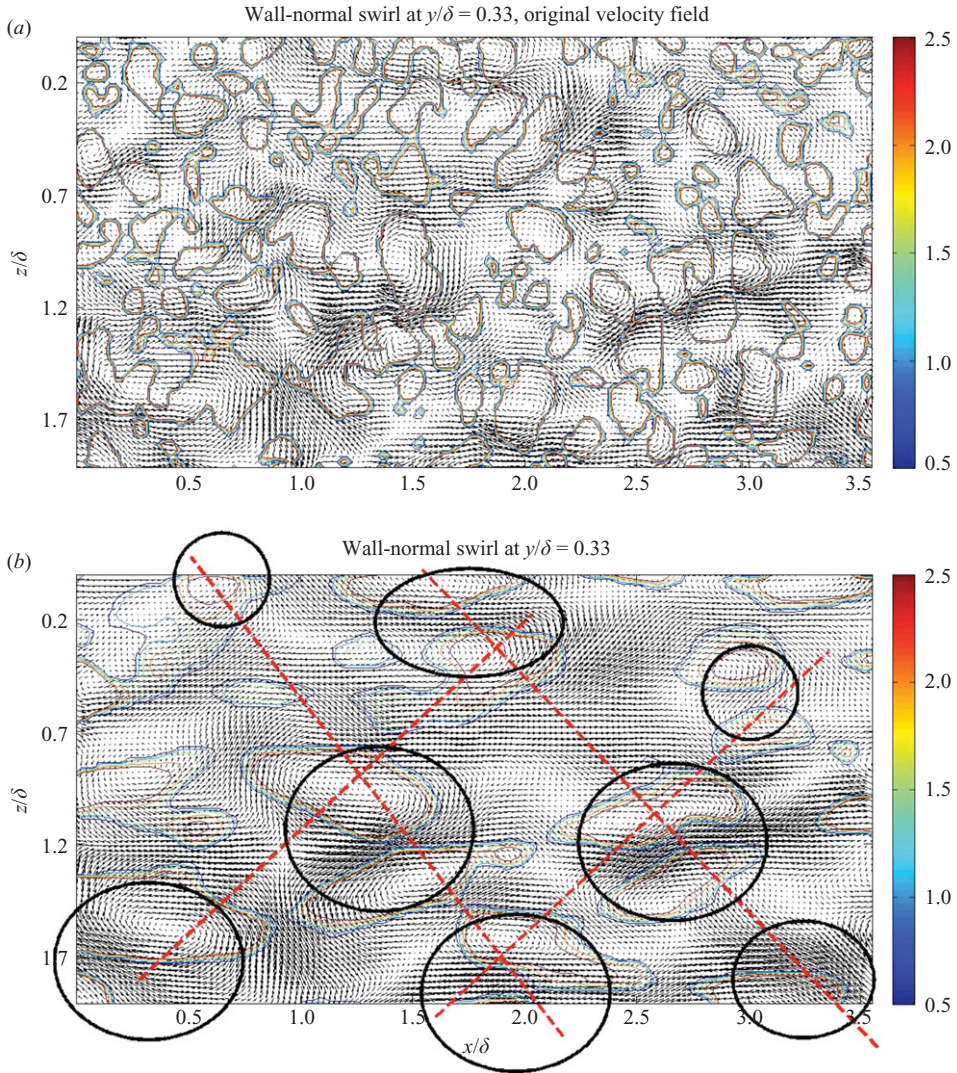 Wall-normal swirl at y/δ = 0.33, original velocity field
(a)
2.5
0.2
2.0
0.7
z/δ
1.5
1.2
1.0
1.7
0.5
0.5 1.0 1.5 2.0 2.5 3.0 3.5
Wall-normal swirl at y/δ = 0.33
(b)
2.5
0.2
2.0
0.7
z/δ
1.5
1.2
1.0
1.7
0.5
0.5 1.0 1.5 2.0 2.5 3.0 3.5
x/δ